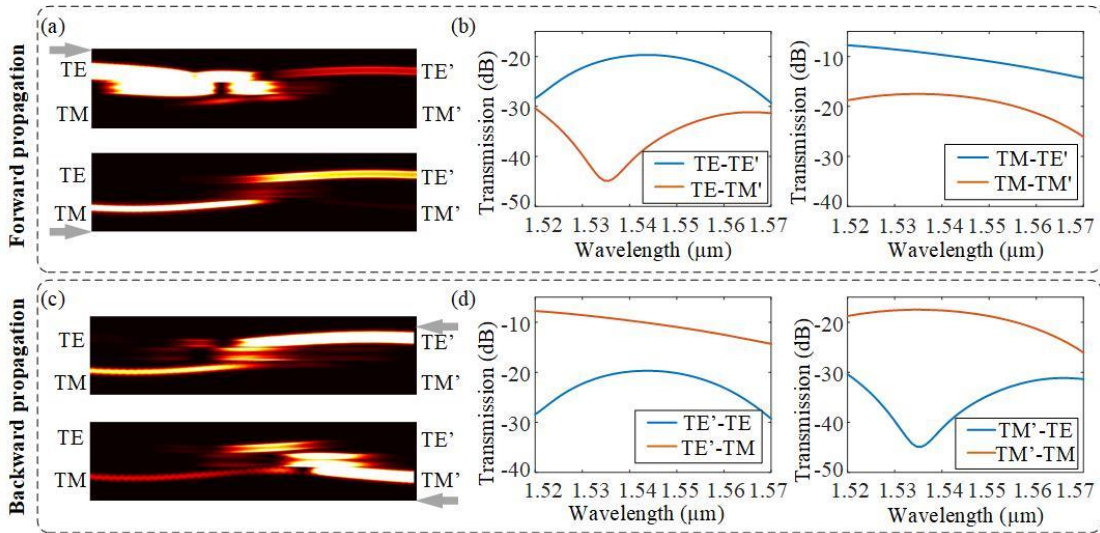 Forward propagation
(a)
TE
TE'
TM
TM'
TE
TE'
TM
TM'
(b)
Transmission (dB)
-20
-30
-40
-50
TE-TE'
TE-TM'
1.52 1.53 1.54 1.55 1.56 1.57
Wavelength (μm)
Transmission (dB)
-10
-20
-30
-40
TM-TE'
TM-TM'
1.52 1.53 1.54 1.55 1.56 1.57
Wavelength (μm)
Backward propagation
(c)
TE
TE'
TM
TM'
TE
TE'
TM
TM'
(d)
Transmission (dB)
-10
-20
-30
-40
TE’-TE
TE’-TM
1.52 1.53 1.54 1.55 1.56 1.57
Wavelength (μm)
Transmission (dB)
-20
-30
-40
-50
TM’-TE
TM’-TM
1.52 1.53 1.54 1.55 1.56 1.57
Wavelength (μm)